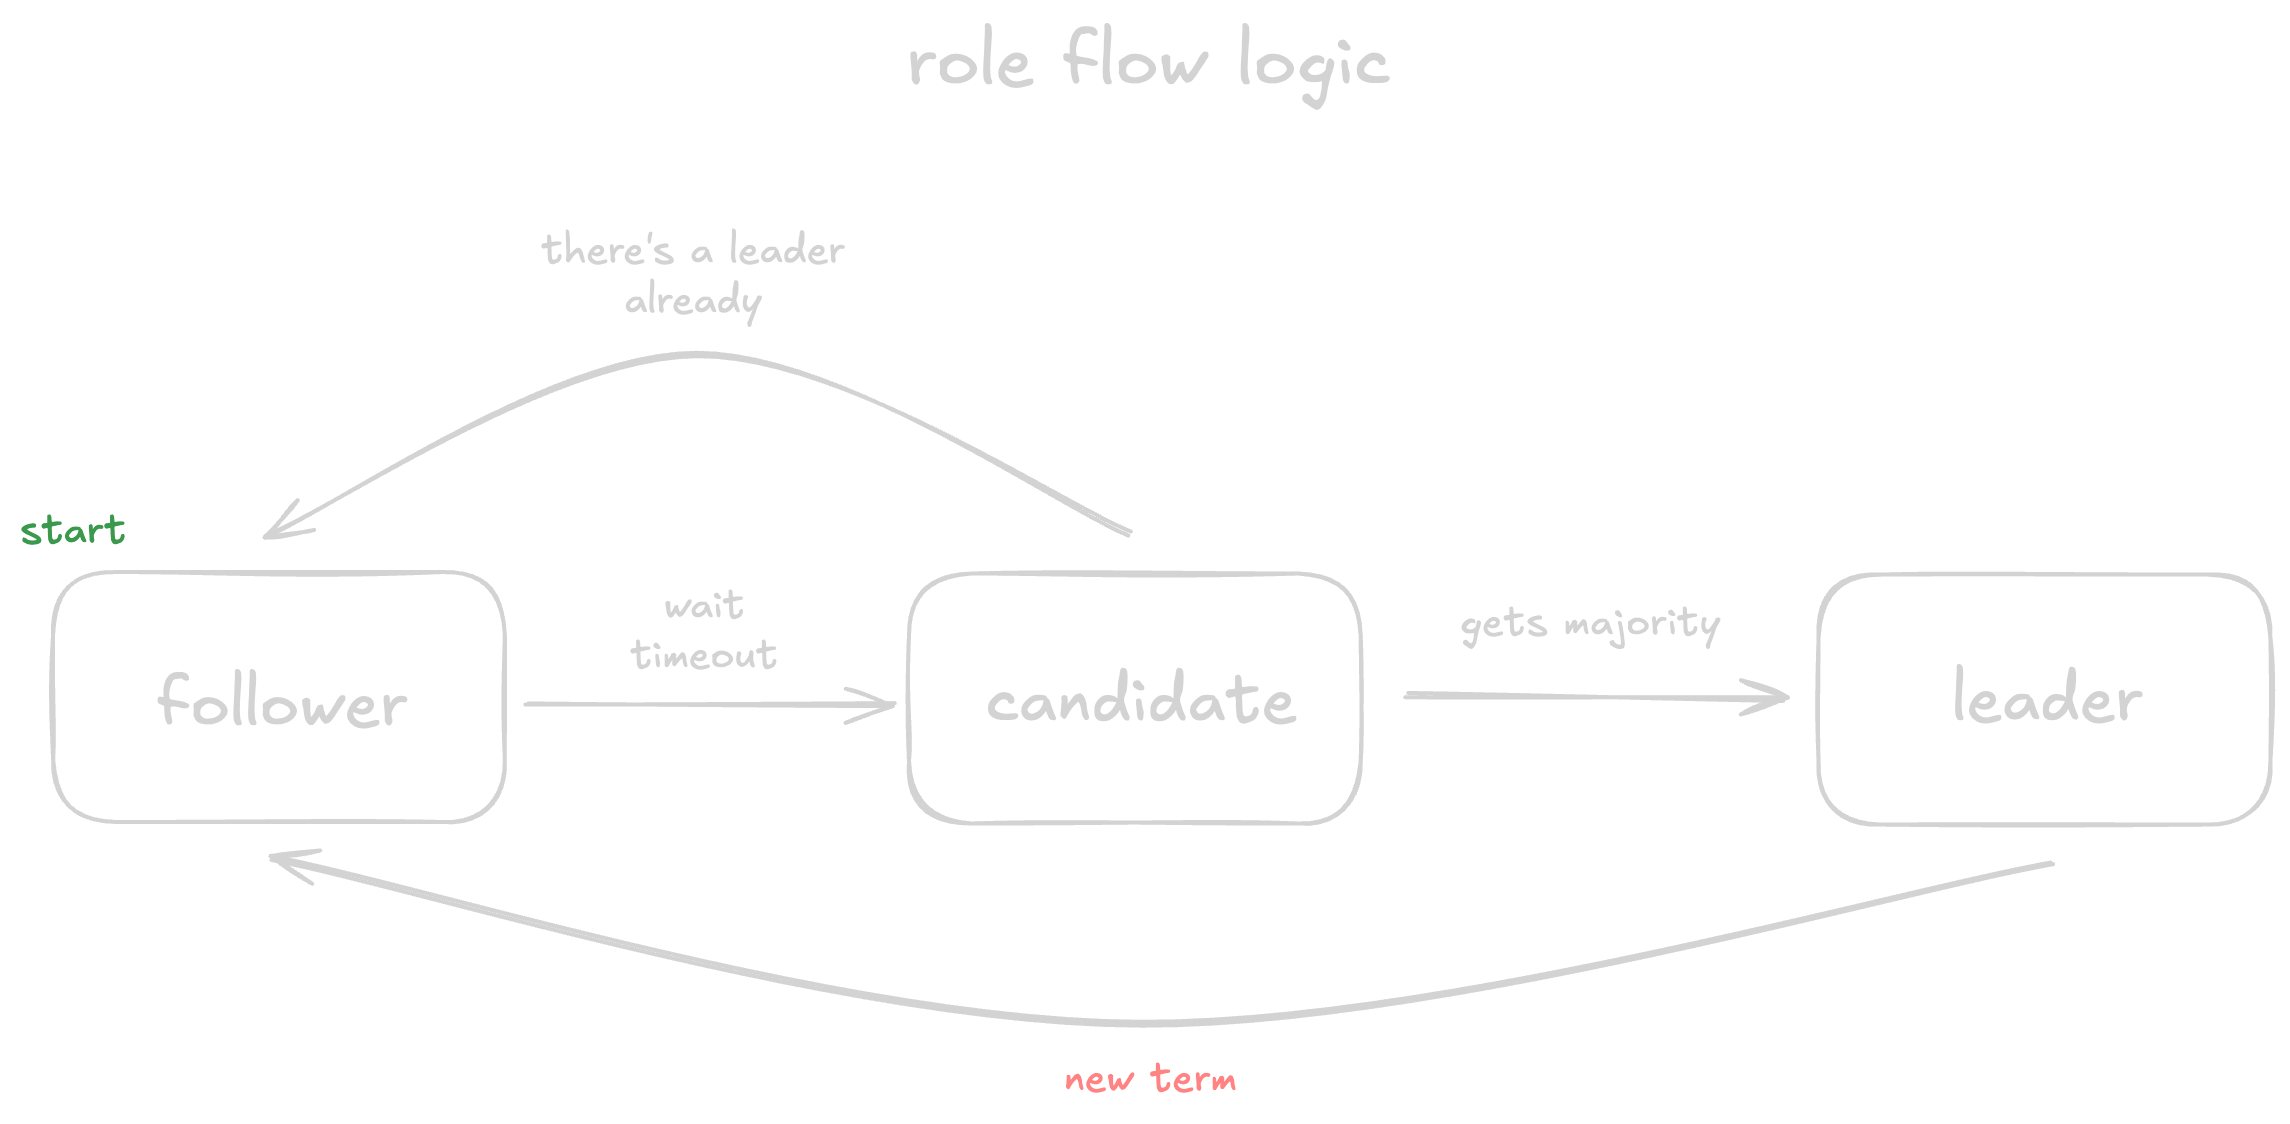 role flow logic
there's a leader
already
start
wait
timeout
gets majority
follower
candidate
leader
new term